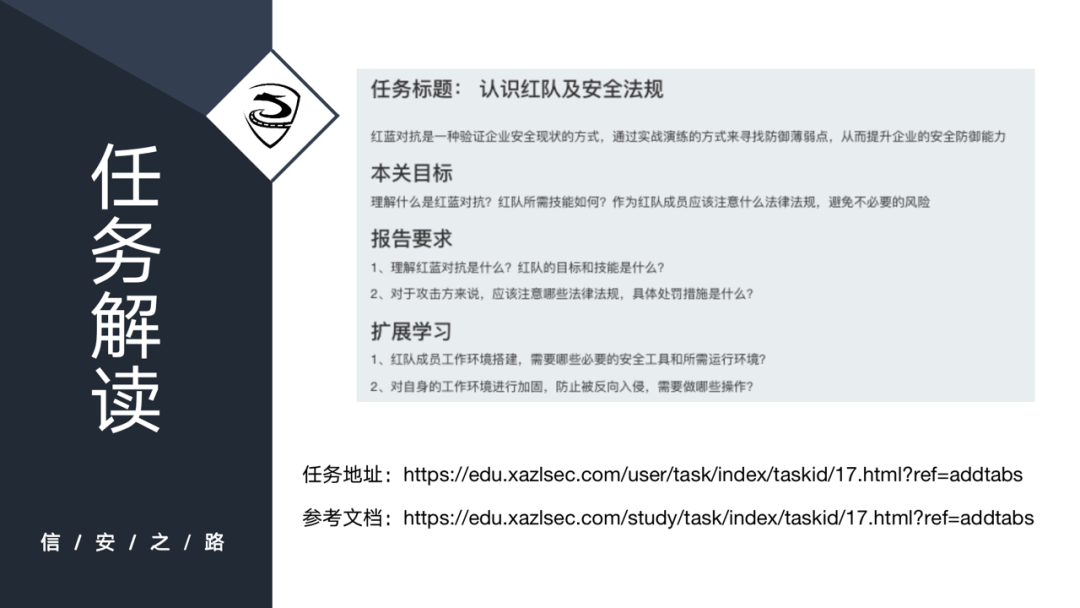 任务解读
信 / 安 / 之 / 路
任务标题： 认识红队及安全法规
红蓝对抗是一种验证企业安全现状的方式，通过实战演练的方式来寻找防御薄弱点，从而提升企业的安全防御能力
本关目标
理解什么是红蓝对抗？红队所需技能如何？作为红队成员应该注意什么法律法规，避免不必要的风险
报告要求
1、理解红蓝对抗是什么？红队的目标和技能是什么？
2、对于攻击方来说，应该注意哪些法律法规，具体处罚措施是什么？
扩展学习
1、红队成员工作环境搭建，需要哪些必要的安全工具和所需运行环境？
2、对自身的工作环境进行加固，防止被反向入侵，需要做哪些操作？
任务地址：https://edu.xazlsec.com/user/task/index/taskid/17.html?ref=addtabs
参考文档：https://edu.xazlsec.com/study/task/index/taskid/17.html?ref=addtabs